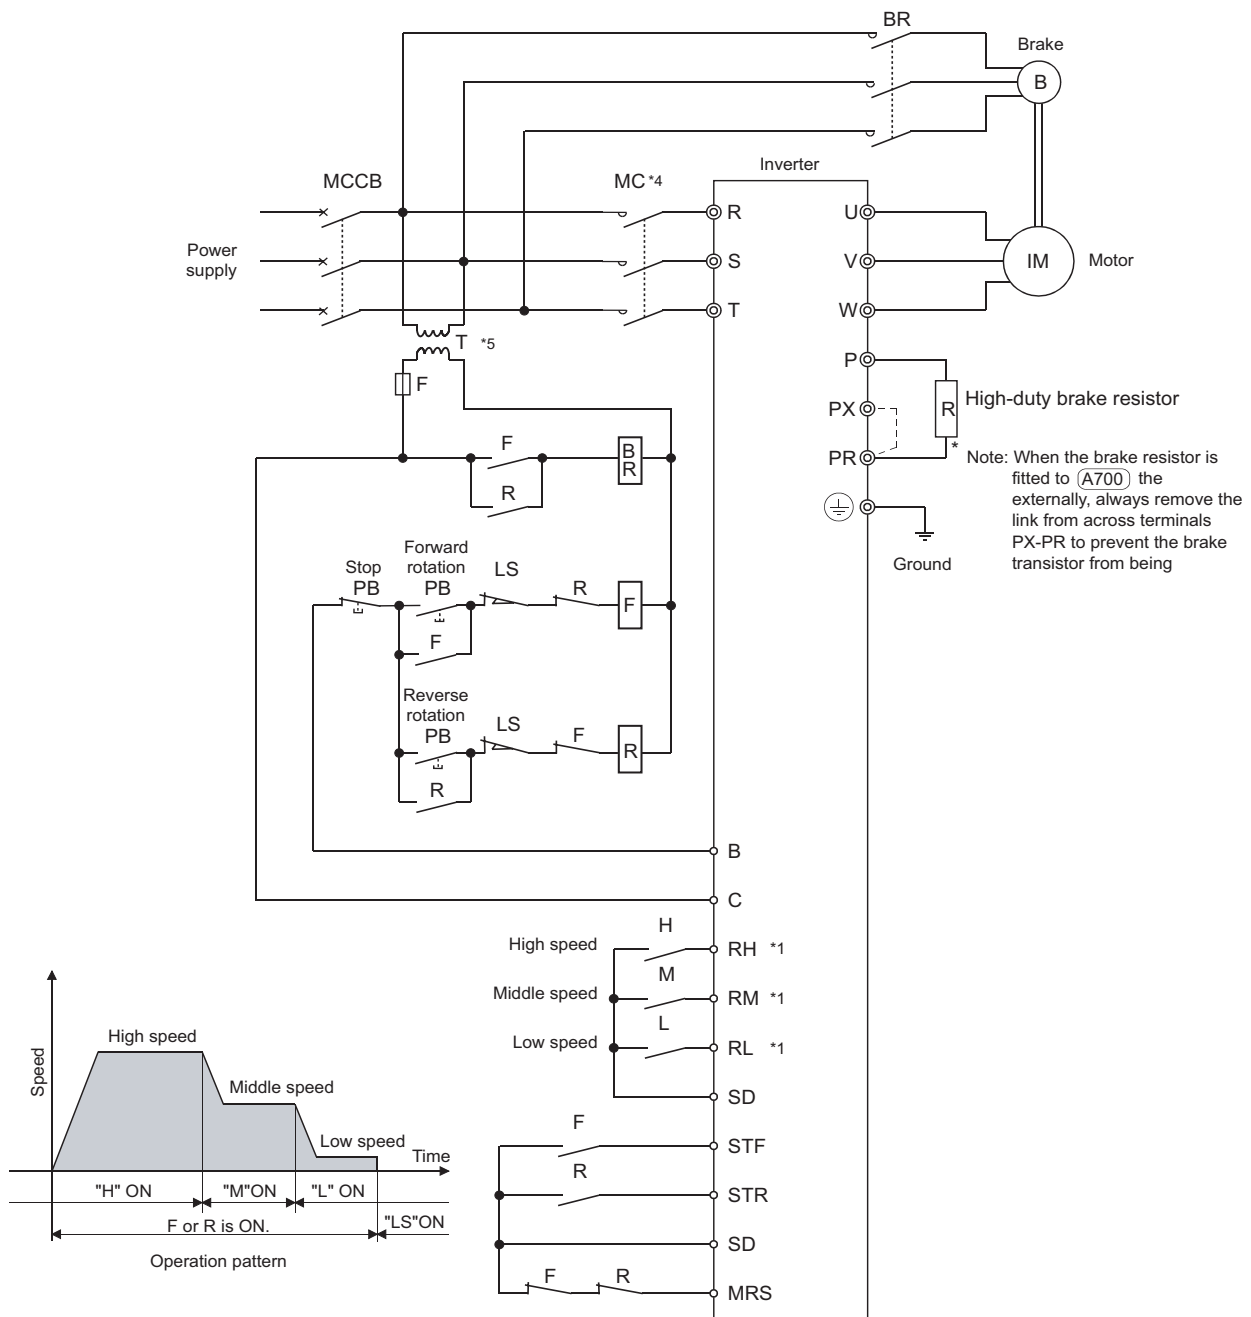 BR
Brake
B
Inverter
MCCB
MC *4
R
U
Power
supply
S
V
IM
Motor
T
W
T *5
P
F
PX
R
High-duty brake resistor
*
F
B
R
PR
Note: When the brake resistor is
fitted to A700 the
externally, always remove the
link from across terminals
PX-PR to prevent the brake
transistor from being
R
Ground
Forward
rotation
Stop
PB
PB
LS
R
F
F
Reverse
rotation
PB
LS
F
R
R
B
C
H
High speed
RH *1
M
Middle speed
RM *1
L
Low speed
RL *1
SD
F
STF
R
STR
SD
F
R
MRS
High speed
Speed
Middle speed
Low speed
Time
"H" ON
"M"ON
"L" ON
F or R is ON.
"LS"ON
Operation pattern